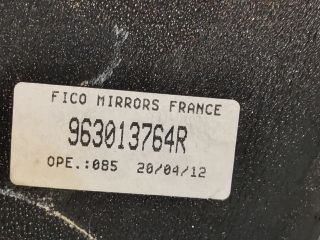 FICO MIRRORS FRANCE
963013764R
OPE.:085 20/04/12